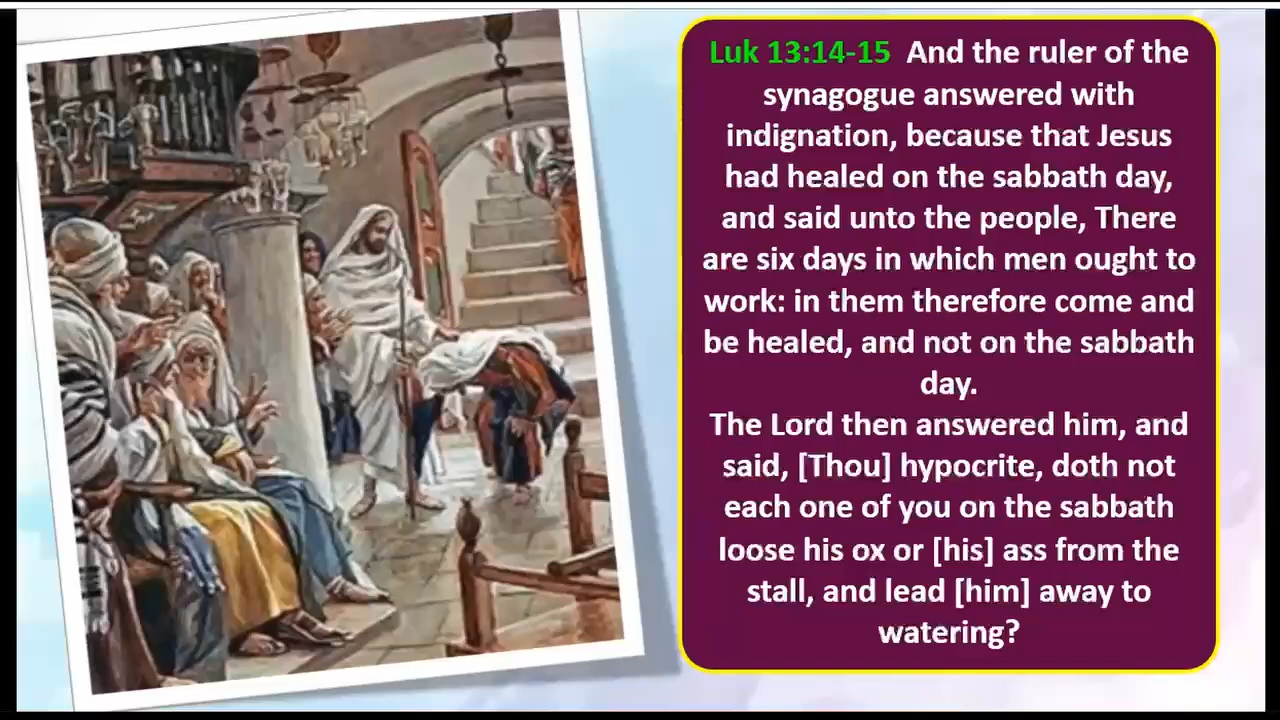 Luk 13:14-15 And the ruler of the
synagogue answered with
indignation, because that Jesus
had healed on the sabbath day,
and said unto the people, There
are six days in which men ought to
work: in them therefore come and
be healed, and not on the sabbath
day.
The Lord then answered him, and
said, [Thou] hypocrite, doth not
each one of you on the sabbath
loose his ox or [his] ass from the
stall, and lead [him] away to
watering?